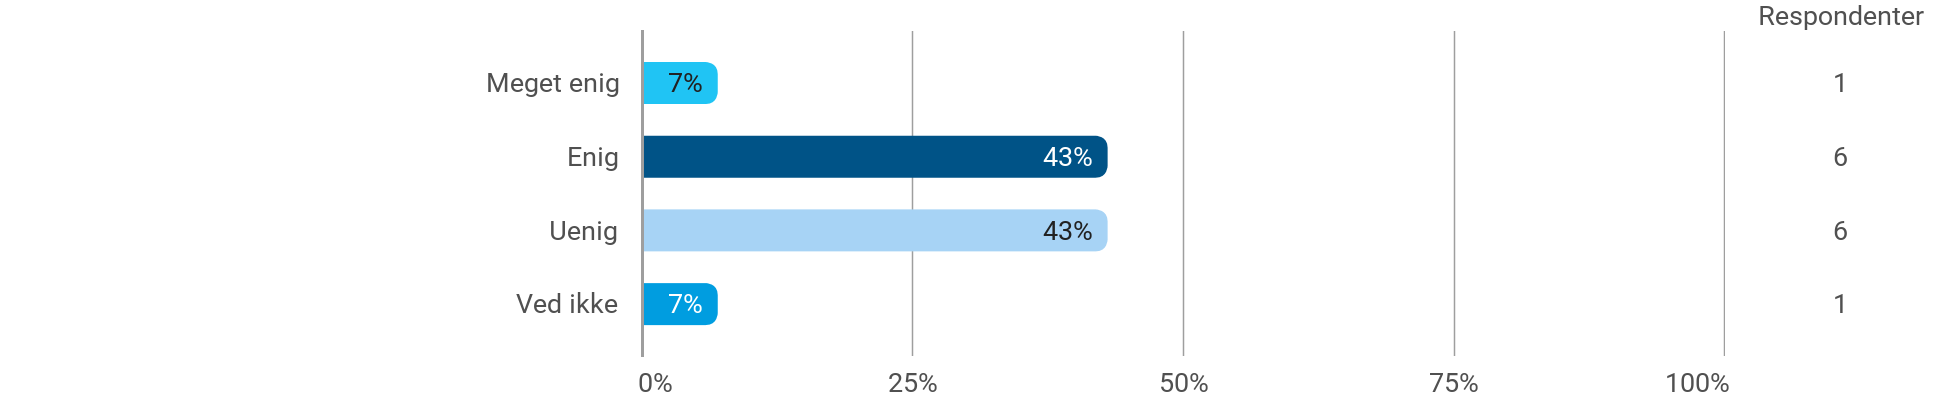 Respondenter
Meget enig 7% 1
Enig 43% 6
Uenig 43% 6
Ved ikke 7% 1
0% 25% 50% 75% 100%